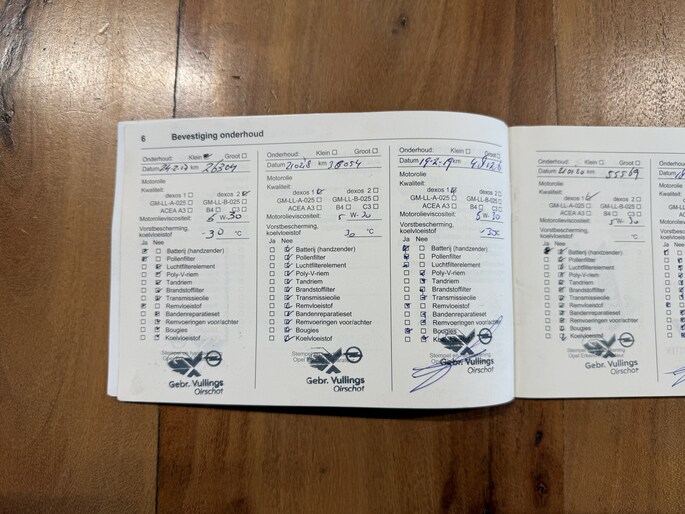 6 Bevestiging onderhoud
Onderhoud: Klein Groot
Datum km 26304
Motorolie
Kwaliteit:
dexos 1 dexos 2
GM-LL-A-025 GM-LL-B-025
ACEA A3 B4 C3
Motorolieviscositeit: 5 W-30
Vorstbescherming,
koelvloeistof -30 °C
Ja Nee
Batterij (handzender)
Pollenfilter
Luchtfilterelement
Poly-V-riem
Tandriem
Brandstoffilter
Transmissieolie
Remvloeistof
Bandenreparatieset
Remvoeringen voor/achter
Bougies
Koelvloeistof
Gebr. Vullings
Oirschot
Onderhoud: Klein Groot
Datum km
Motorolie
Kwaliteit:
dexos 1 dexos 2
GM-LL-A-025 GM-LL-B-025
ACEA A3 B4 C3
Motorolieviscositeit: 5 W-30
Vorstbescherming,
koelvloeistof 30 °C
Ja Nee
Batterij (handzender)
Pollenfilter
Luchtfilterelement
Poly-V-riem
Tandriem
Brandstoffilter
Transmissieolie
Remvloeistof
Bandenreparatieset
Remvoeringen voor/achter
Bougies
Koelvloeistof
Gebr. Vullings
Oirschot
Onderhoud: Klein Groot
Datum 19-2-19 km
Motorolie
Kwaliteit:
dexos 1 dexos 2
GM-LL-A-025 GM-LL-B-025
ACEA A3 B4 C3
Motorolieviscositeit: 5 W-30
Vorstbescherming,
koelvloeistof °C
Ja Nee
Batterij (handzender)
Pollenfilter
Luchtfilterelement
Poly-V-riem
Tandriem
Brandstoffilter
Transmissieolie
Remvloeistof
Bandenreparatieset
Remvoeringen voor/achter
Bougies
Gebr. Vullings
Oirschot
Onderhoud: Klein Groot
Datum km 55569
Motorolie
Kwaliteit:
dexos 1 dexos 2
GM-LL-A-025 GM-LL-B-025
ACEA A3 B4 C3
Motorolieviscositeit: 5 W-30
Vorstbescherming,
koelvloeistof °C
Ja Nee
Batterij (handzender)
Pollenfilter
Luchtfilterelement
Poly-V-riem
Tandriem
Brandstoffilter
Transmissieolie
Remvloeistof
Bandenreparatieset
Remvoeringen voor/achter
Bougies
Koelvloeistof
Gebr. Vullings
Oirschot